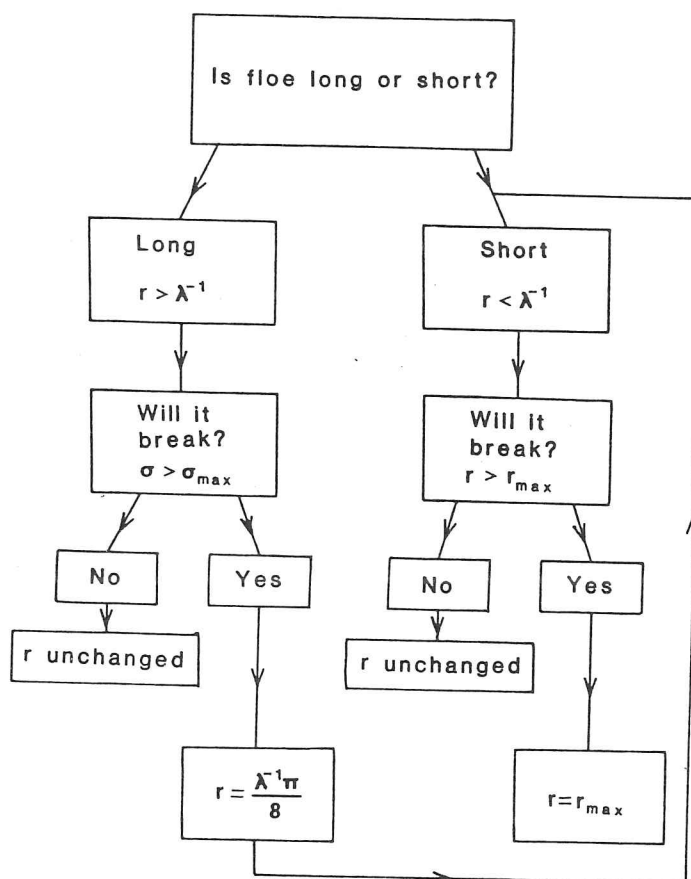 Is floe long or short?
Long
r > λ⁻¹
Short
r < λ⁻¹
Will it
break?
σ > σmax
Will it
break?
r > rmax
No
Yes
No
Yes
r unchanged
r unchanged
r = λ⁻¹π
8
r = rmax